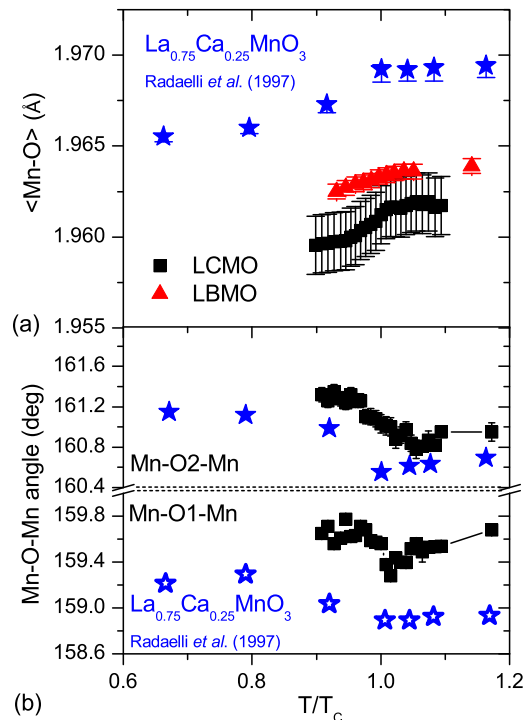 (a)
<Mn-O> (Å)
1.970
1.965
1.960
1.955
La0.75Ca0.25MnO3
Radaelli et al. (1997)
LCMO
LBMO
(b)
Mn-O-Mn angle (deg)
161.6
161.2
160.8
160.4
159.8
159.4
159.0
158.6
Mn-O2-Mn
Mn-O1-Mn
La0.75Ca0.25MnO3
Radaelli et al. (1997)
0.6 0.8 1.0 1.2
T/TC